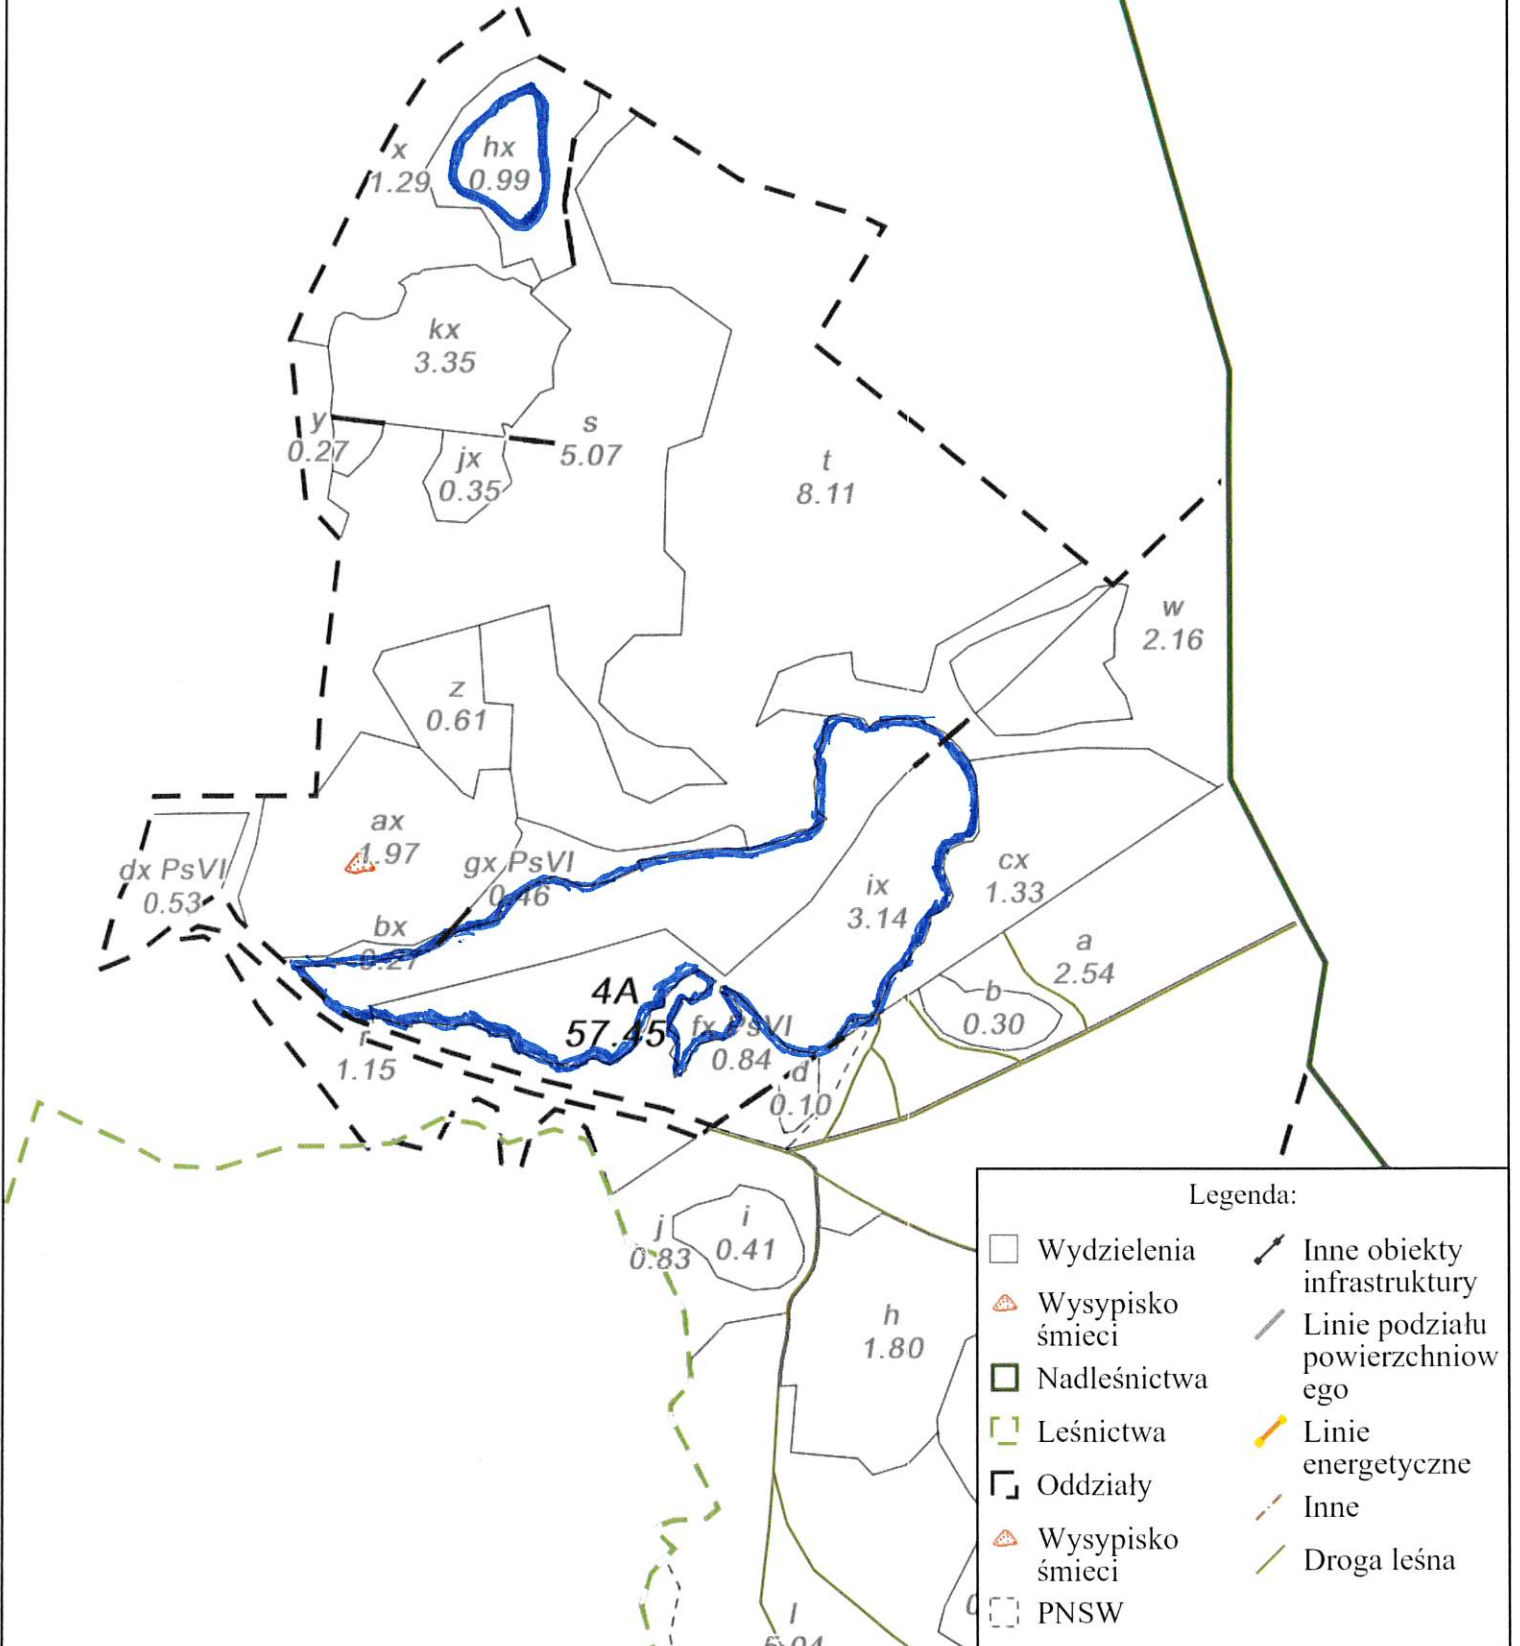 hx
0.99
x
1.29
kx
3.35
y
0.27
s
5.07
jx
0.35
t
8.11
w
2.16
z
0.61
ax
1.97
dx PsVI
0.53
gx PsVI
0.46
bx
0.27
ix
3.14
cx
1.33
a
2.54
b
0.30
4A
57.45
fx PsVI
0.84
r
1.15
d
0.10
j
0.83
i
0.41
h
1.80
l
Legenda:
Wydzielenia
Wysypisko
śmieci
Nadleśnictwa
Leśnictwa
Oddziały
Wysypisko
śmieci
PNSW
Inne obiekty
infrastruktury
Linie podziału
powierzchniow
ego
Linie
energetyczne
Inne
Droga leśna